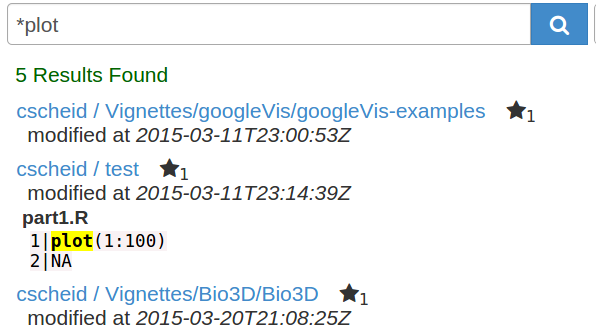 *plot
5 Results Found
cscheid / Vignettes/googleVis/googleVis-examples ★1
modified at 2015-03-11T23:00:53Z
cscheid / test ★1
modified at 2015-03-11T23:14:39Z
part1.R
1|plot(1:100)
2|NA
cscheid / Vignettes/Bio3D/Bio3D ★1
modified at 2015-03-20T21:08:25Z